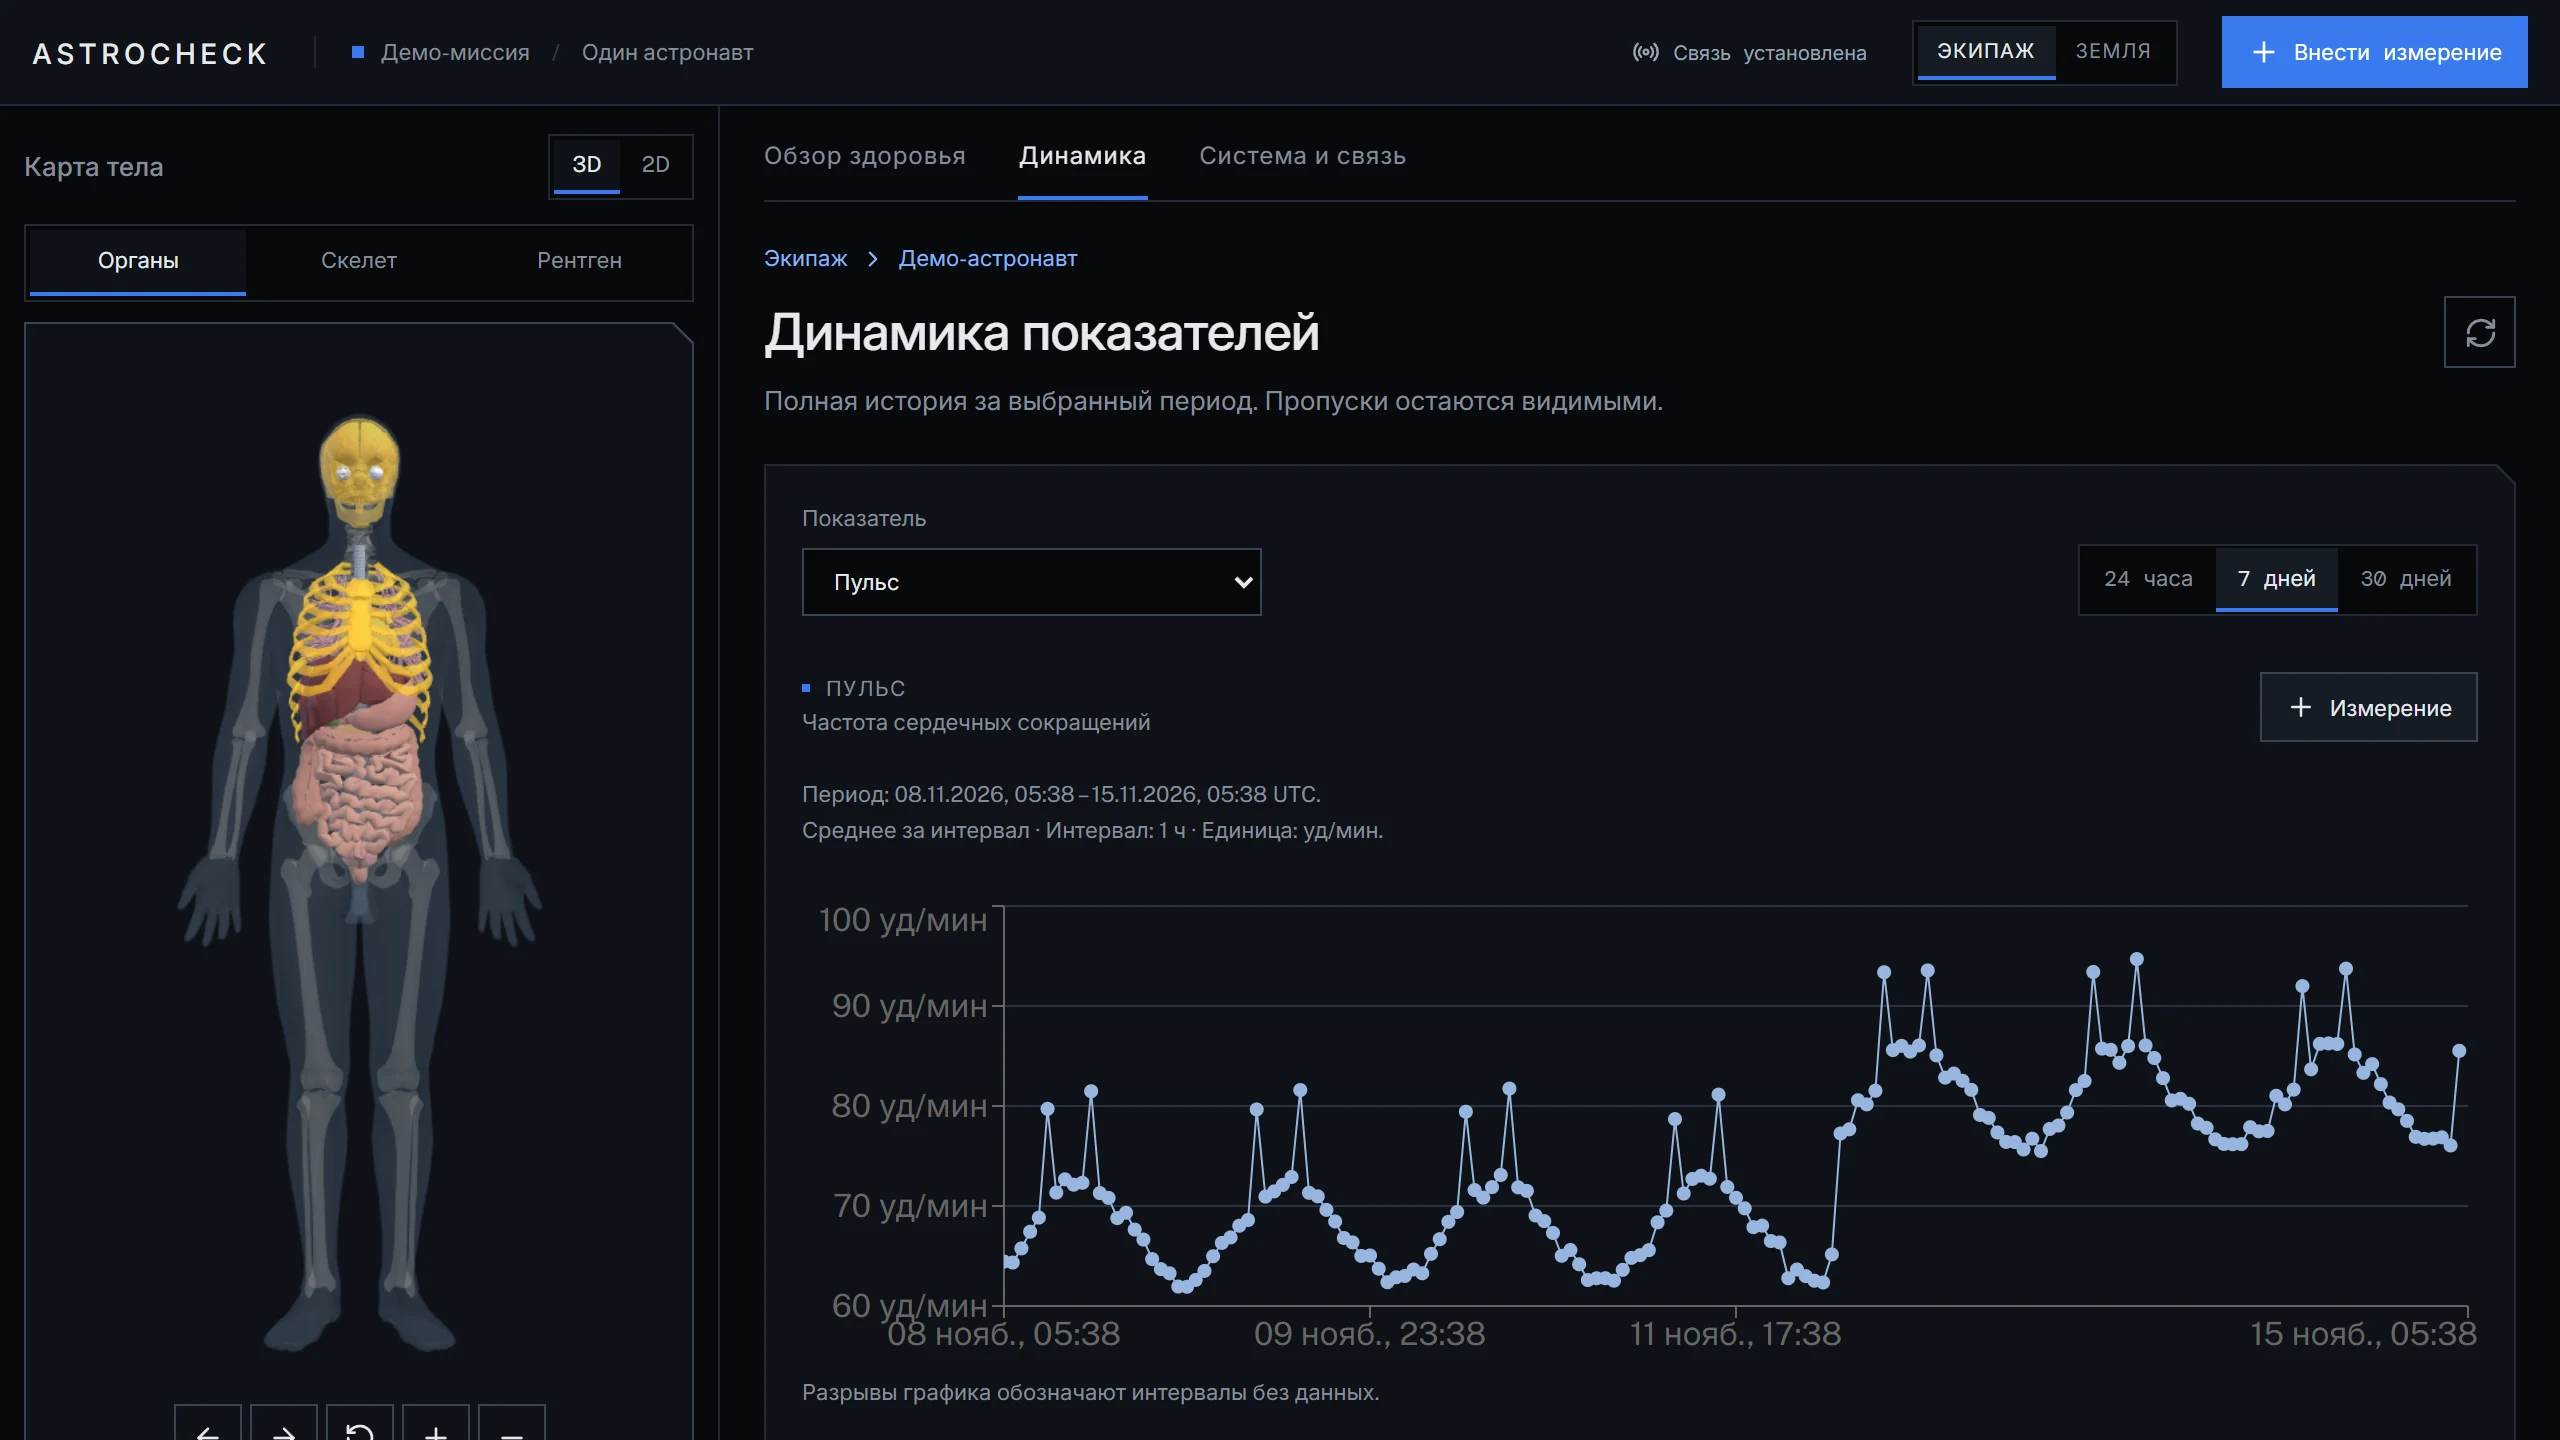 ASTROCHECK
Демо-миссия / Один астронавт
Связь установлена
ЭКИПАЖ ЗЕМЛЯ
+ Внести измерение
Карта тела
3D 2D
Органы Скелет Рентген
Обзор здоровья Динамика Система и связь
Экипаж > Демо-астронавт
Динамика показателей
Полная история за выбранный период. Пропуски остаются видимыми.
Показатель
Пульс
24 часа 7 дней 30 дней
ПУЛЬС
Частота сердечных сокращений
+ Измерение
Период: 08.11.2026, 05:38–15.11.2026, 05:38 UTC.
Среднее за интервал · Интервал: 1 ч · Единица: уд/мин.
100 уд/мин
90 уд/мин
80 уд/мин
70 уд/мин
60 уд/мин
08 нояб., 05:38 09 нояб., 23:38 11 нояб., 17:38 15 нояб., 05:38
Разрывы графика обозначают интервалы без данных.